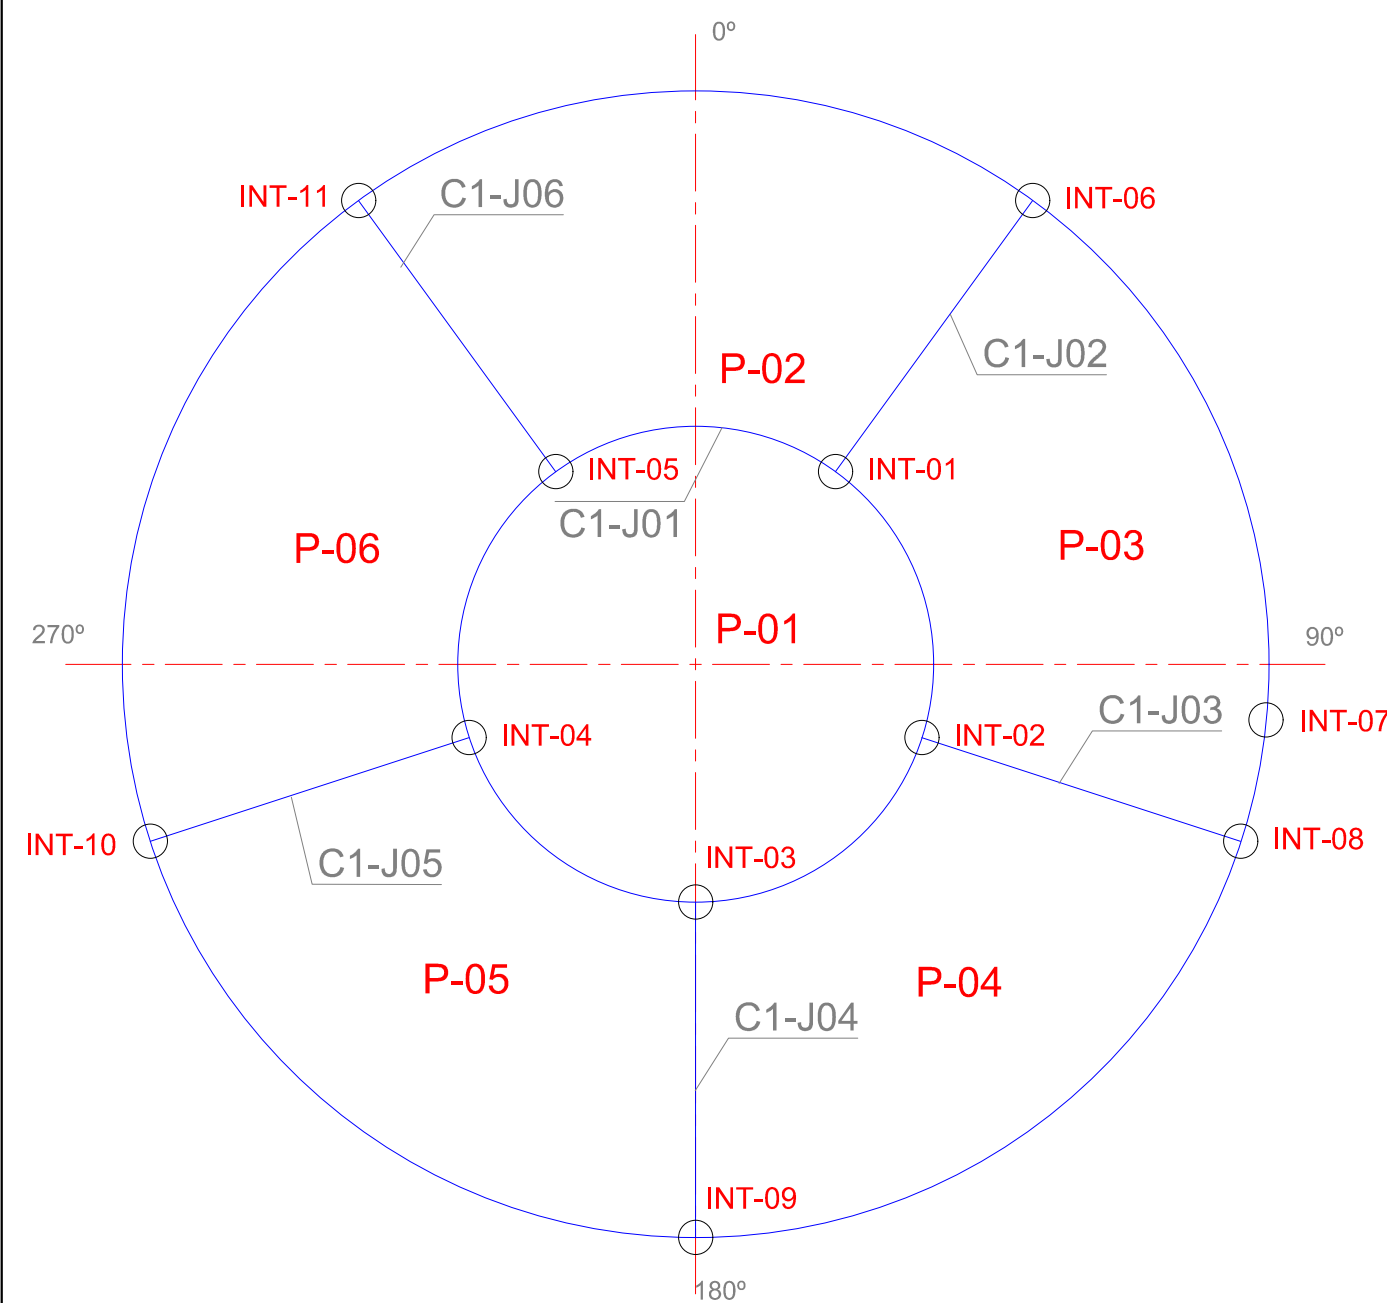 0º
INT-11
C1-J06
INT-06
C1-J02
P-02
INT-05
INT-01
C1-J01
P-06
P-03
P-01
270º
90º
C1-J03
INT-07
INT-04
INT-02
INT-10
INT-08
C1-J05
INT-03
P-05
P-04
C1-J04
INT-09
180º